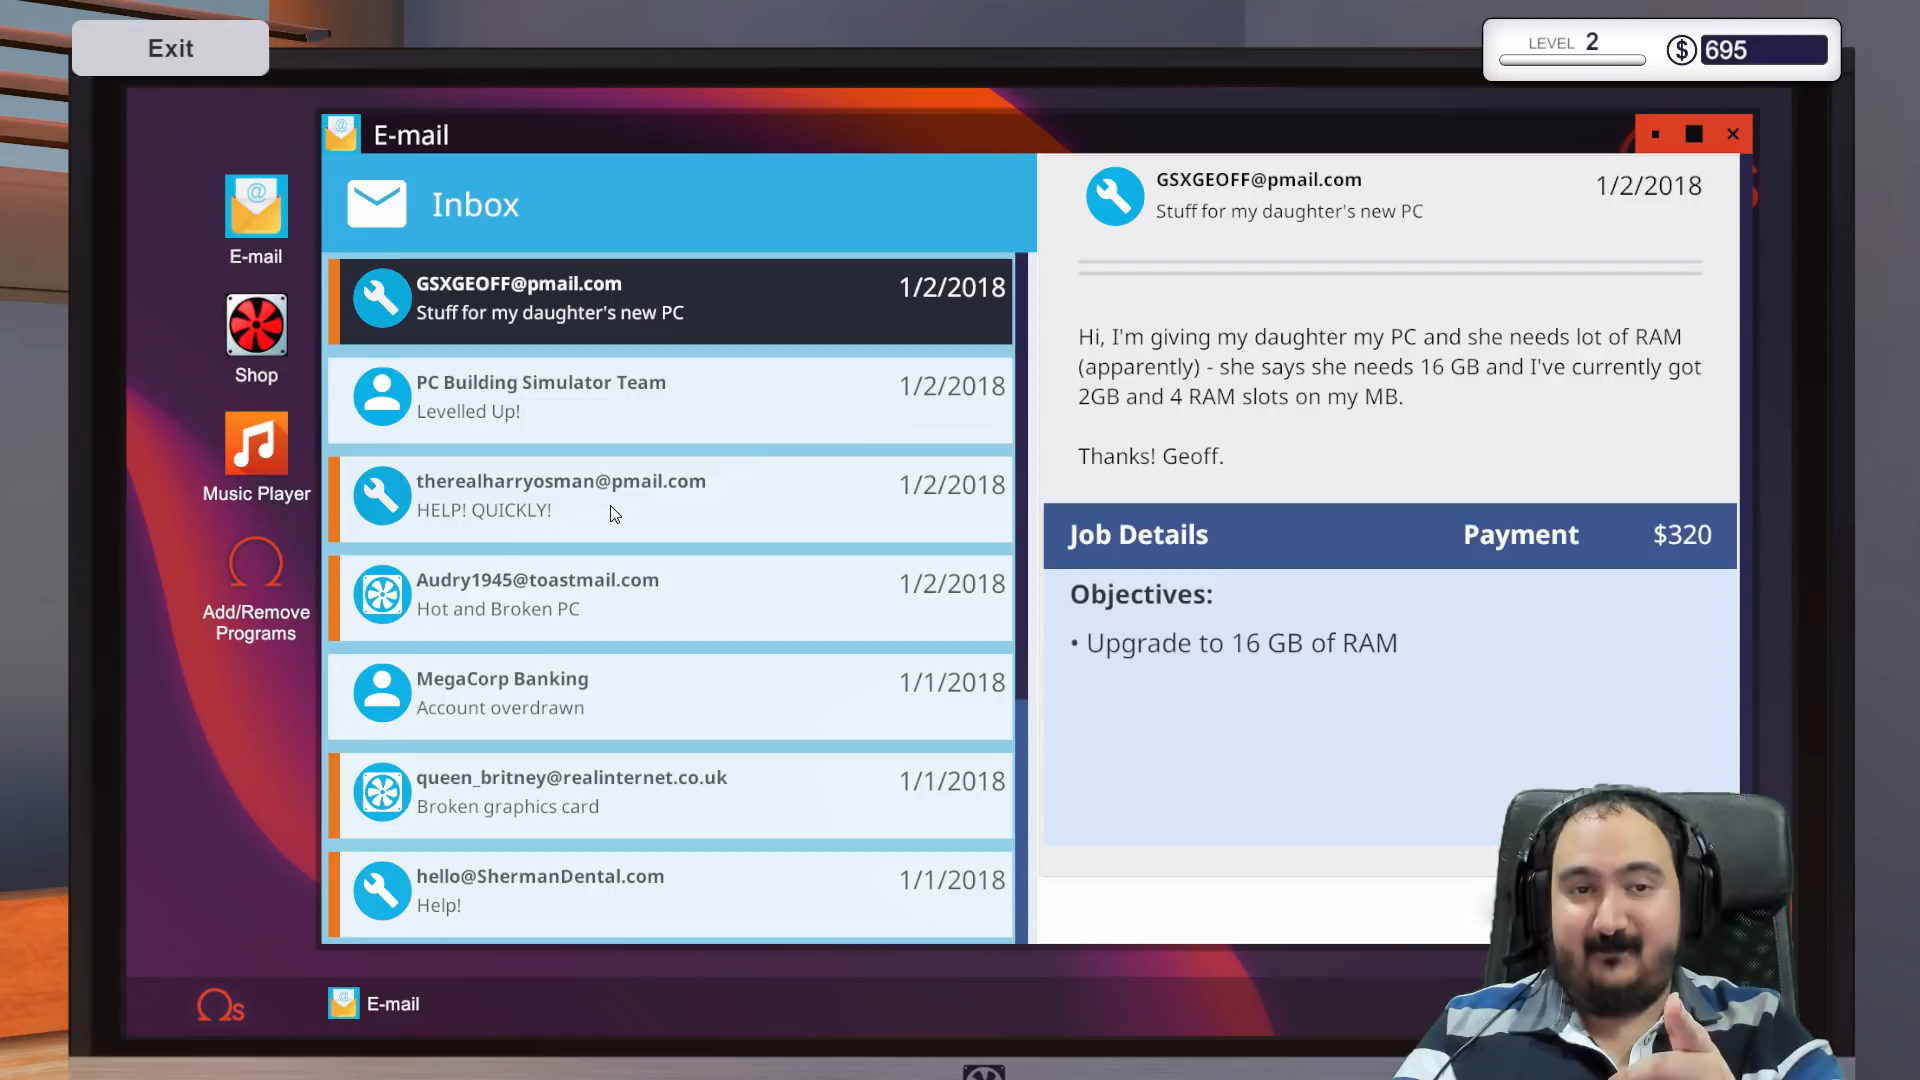 Exit
LEVEL 2
$ 695
E-mail
Inbox
GSXGEOFF@pmail.com
Stuff for my daughter's new PC
1/2/2018
PC Building Simulator Team
Levelled Up!
1/2/2018
therealharryosman@pmail.com
HELP! QUICKLY!
1/2/2018
Audry1945@toastmail.com
Hot and Broken PC
1/2/2018
MegaCorp Banking
Account overdrawn
1/1/2018
queen_britney@realinternet.co.uk
Broken graphics card
1/1/2018
hello@ShermanDental.com
Help!
1/1/2018
GSXGEOFF@pmail.com
Stuff for my daughter's new PC
1/2/2018
Hi, I'm giving my daughter my PC and she needs lot of RAM
(apparently) - she says she needs 16 GB and I've currently got
2GB and 4 RAM slots on my MB.
Thanks! Geoff.
Job Details Payment $320
Objectives:
• Upgrade to 16 GB of RAM
E-mail
Shop
Music Player
Add/Remove
Programs
Ωs
E-mail